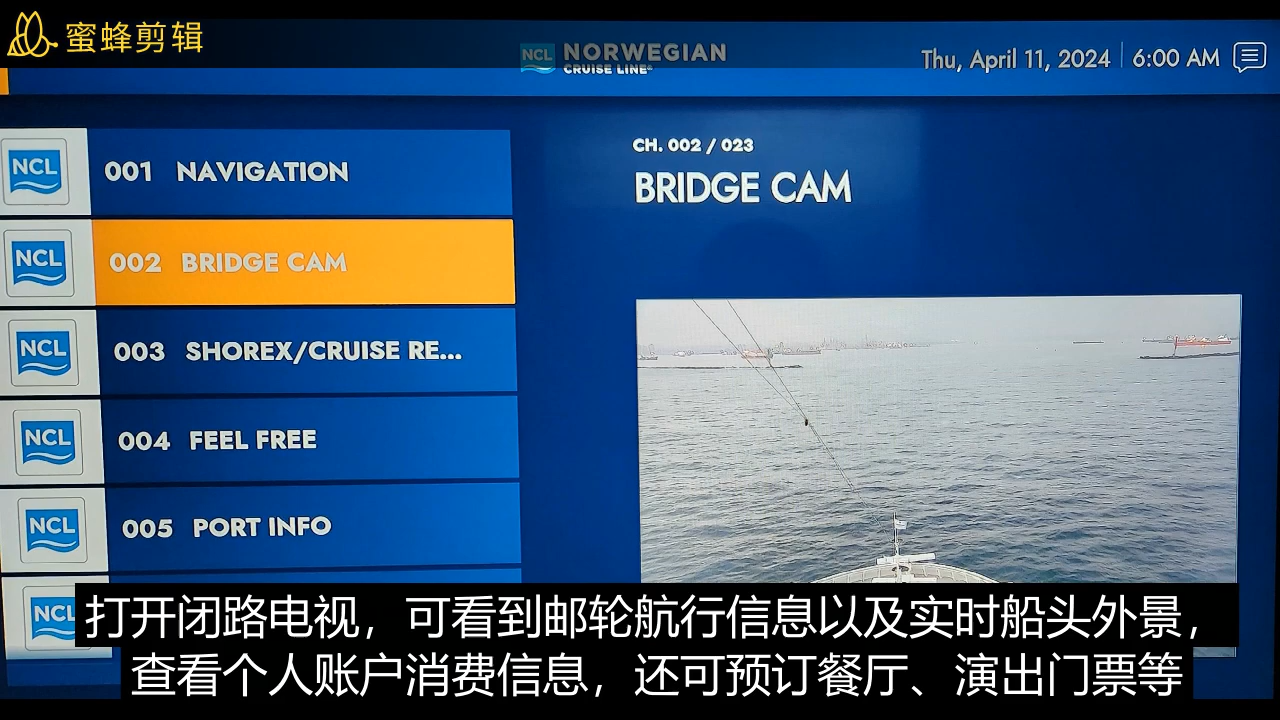 蜜蜂剪辑
NCL NORWEGIAN
CRUISE LINE®
Thu, April 11, 2024 6:00 AM
NCL 001 NAVIGATION
NCL 002 BRIDGE CAM
NCL 003 SHOREX/CRUISE RE...
NCL 004 FEEL FREE
NCL 005 PORT INFO
NCL
CH. 002 / 023
BRIDGE CAM
打开闭路电视，可看到邮轮航行信息以及实时船头外景，
查看个人账户消费信息，还可预订餐厅、演出门票等